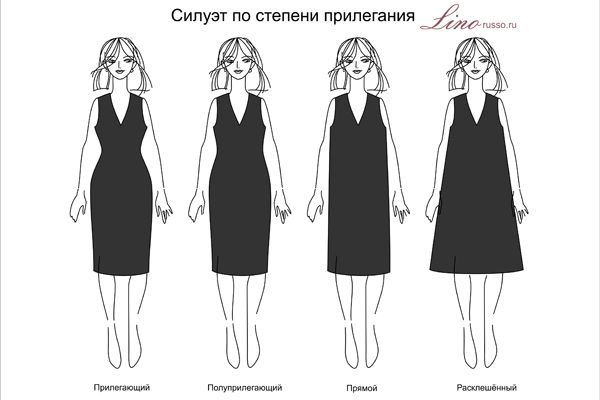 Силуэт по степени прилегания
Lino-russo.ru
Прилегающий
Полуприлегающий
Прямой
Расклешённый